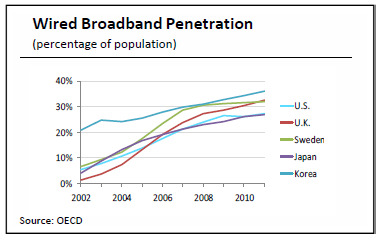 Wired Broadband Penetration
(percentage of population)
40%
30%
20%
10%
0%
2002 2004 2006 2008 2010
U.S.
U.K.
Sweden
Japan
Korea
Source: OECD